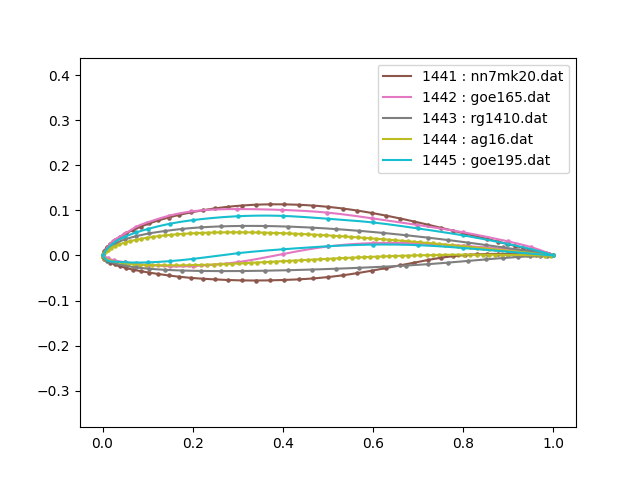 0.4
0.3
0.2
0.1
0.0
−0.1
−0.2
−0.3
0.0 0.2 0.4 0.6 0.8 1.0
1441 : nn7mk20.dat
1442 : goe165.dat
1443 : rg1410.dat
1444 : ag16.dat
1445 : goe195.dat